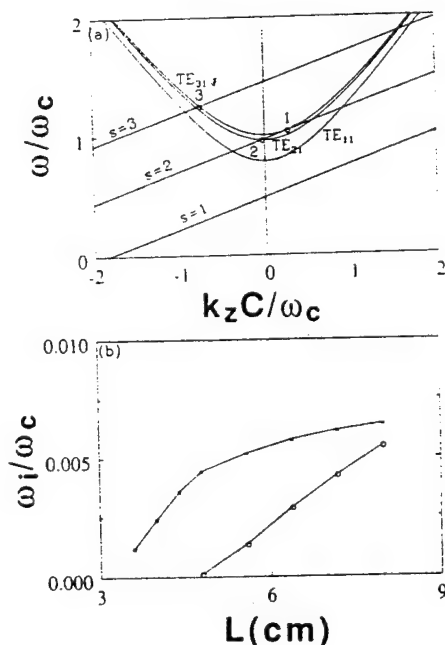 (a)
2
1
0
ω/ωc
TE31
3
1
2
TE21
TE11
s=3
s=2
s=1
-2 -1 0 1 2
kzC/ωc
(b)
0.010
0.005
0.000
ωi/ωc
3 6 9
L(cm)